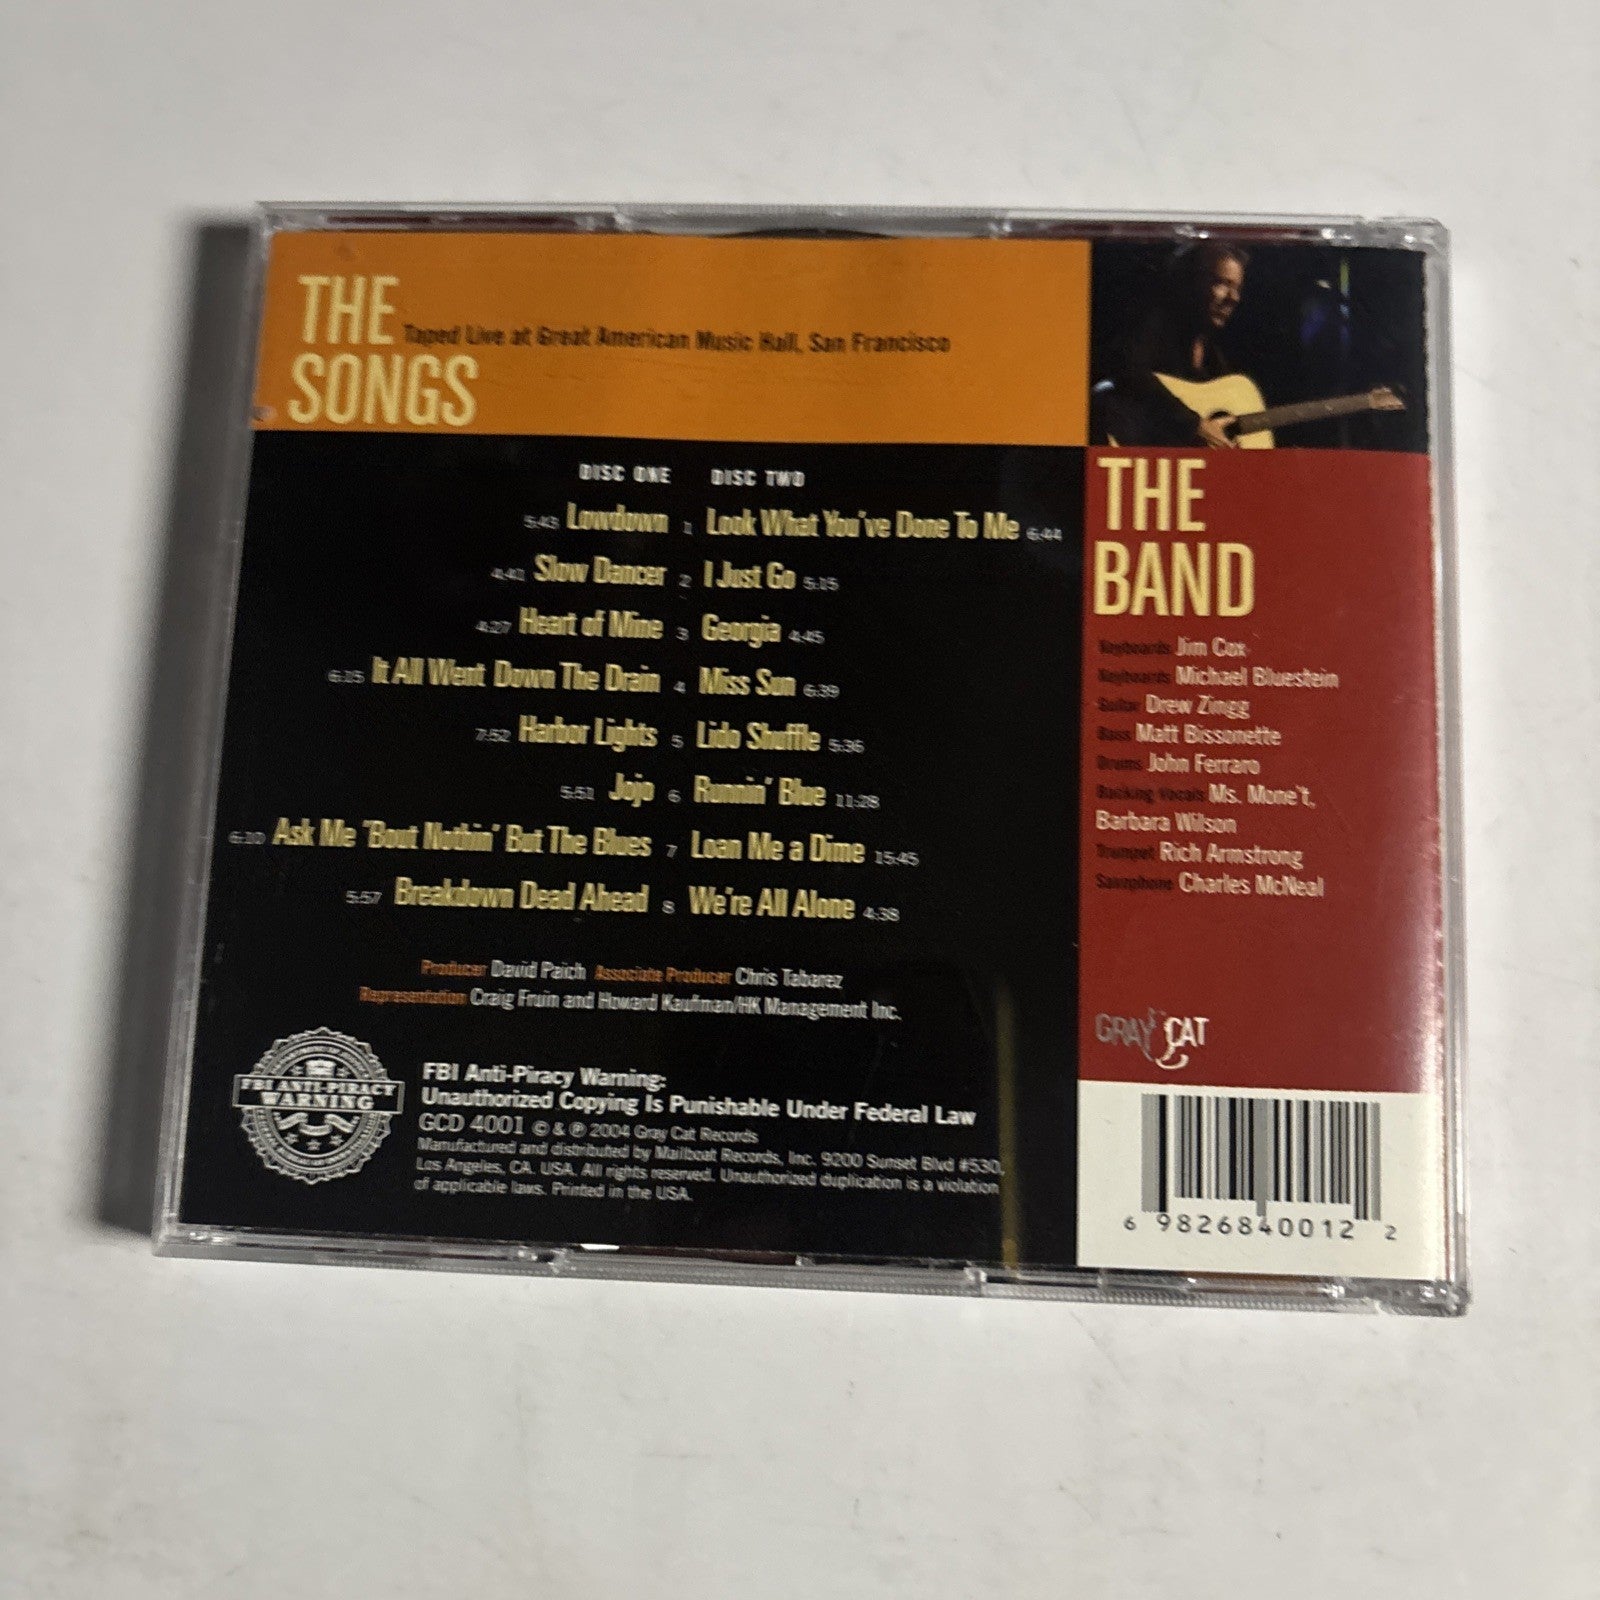 THE
SONGS
Taped Live at Great American Music Hall, San Francisco
DISC ONE DISC TWO
5:43 Lowdown 1 Look What You've Done To Me 6:44
4:41 Slow Dancer 2 I Just Go 5:15
4:27 Heart of Mine 3 Georgia 4:45
6:15 It All Went Down The Drain 4 Miss Sun 6:39
7:52 Harbor Lights 5 Lido Shuffle 5:36
5:51 Jojo 6 Runnin' Blue 11:28
6:10 Ask Me 'Bout Nothin' But The Blues 7 Loan Me a Dime 15:45
5:57 Breakdown Dead Ahead 8 We're All Alone 4:38
Producer David Paich Associate Producer Chris Tabarez
Representation Craig Fruin and Howard Kaufman/HK Management Inc.
FBI ANTI-PIRACY
WARNING
FBI Anti-Piracy Warning:
Unauthorized Copying Is Punishable Under Federal Law
GCD 4001 © & ℗ 2004 Gray Cat Records
Manufactured and distributed by Mailboat Records, Inc. 9200 Sunset Blvd #530,
Los Angeles, CA. USA. All rights reserved. Unauthorized duplication is a violation
of applicable laws. Printed in the USA.
THE
BAND
Keyboards Jim Cox
Keyboards Michael Bluestein
Guitar Drew Zingg
Bass Matt Bissonette
Drums John Ferraro
Backing Vocals Ms. Mone't,
Barbara Wilson
Trumpet Rich Armstrong
Saxophone Charles McNeal
GRAY CAT
6 98268 40012 2